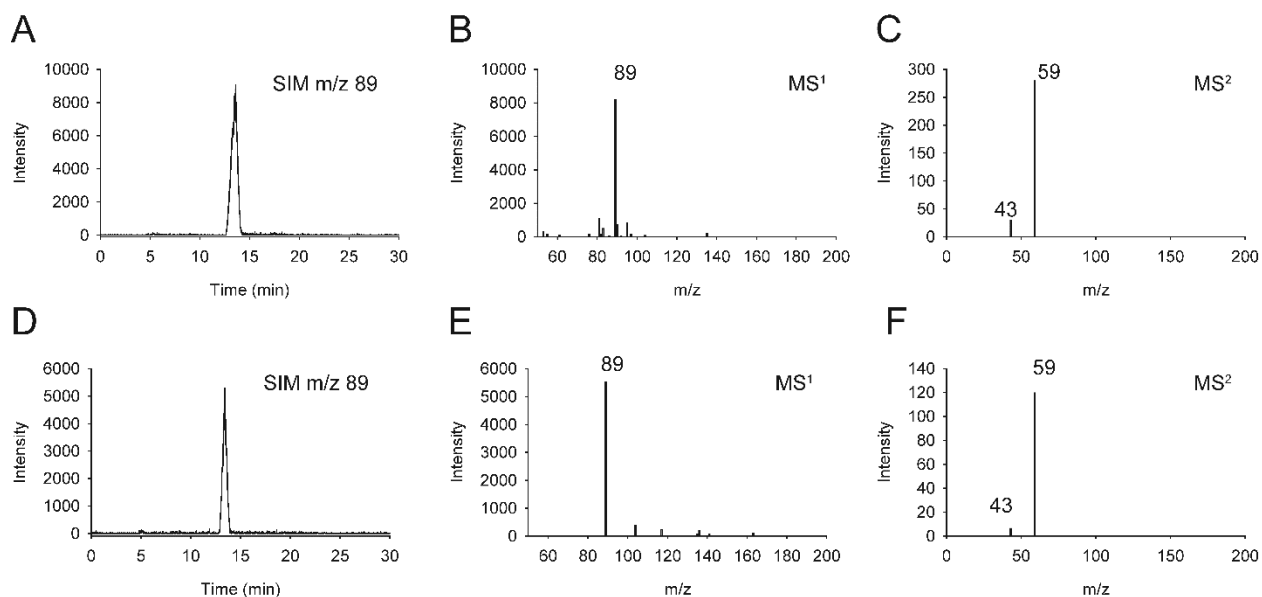 A
SIM m/z 89
10000
8000
6000
4000
2000
0
Intensity
0 5 10 15 20 25 30
Time (min)
B
89
MS¹
10000
8000
6000
4000
2000
0
Intensity
60 80 100 120 140 160 180 200
m/z
C
59
MS²
43
300
250
200
150
100
50
0
Intensity
0 50 100 150 200
m/z
D
SIM m/z 89
6000
5000
4000
3000
2000
1000
0
Intensity
0 5 10 15 20 25 30
Time (min)
E
89
MS¹
6000
5000
4000
3000
2000
1000
0
Intensity
60 80 100 120 140 160 180 200
m/z
F
59
MS²
43
140
120
100
80
60
40
20
0
Intensity
0 50 100 150 200
m/z